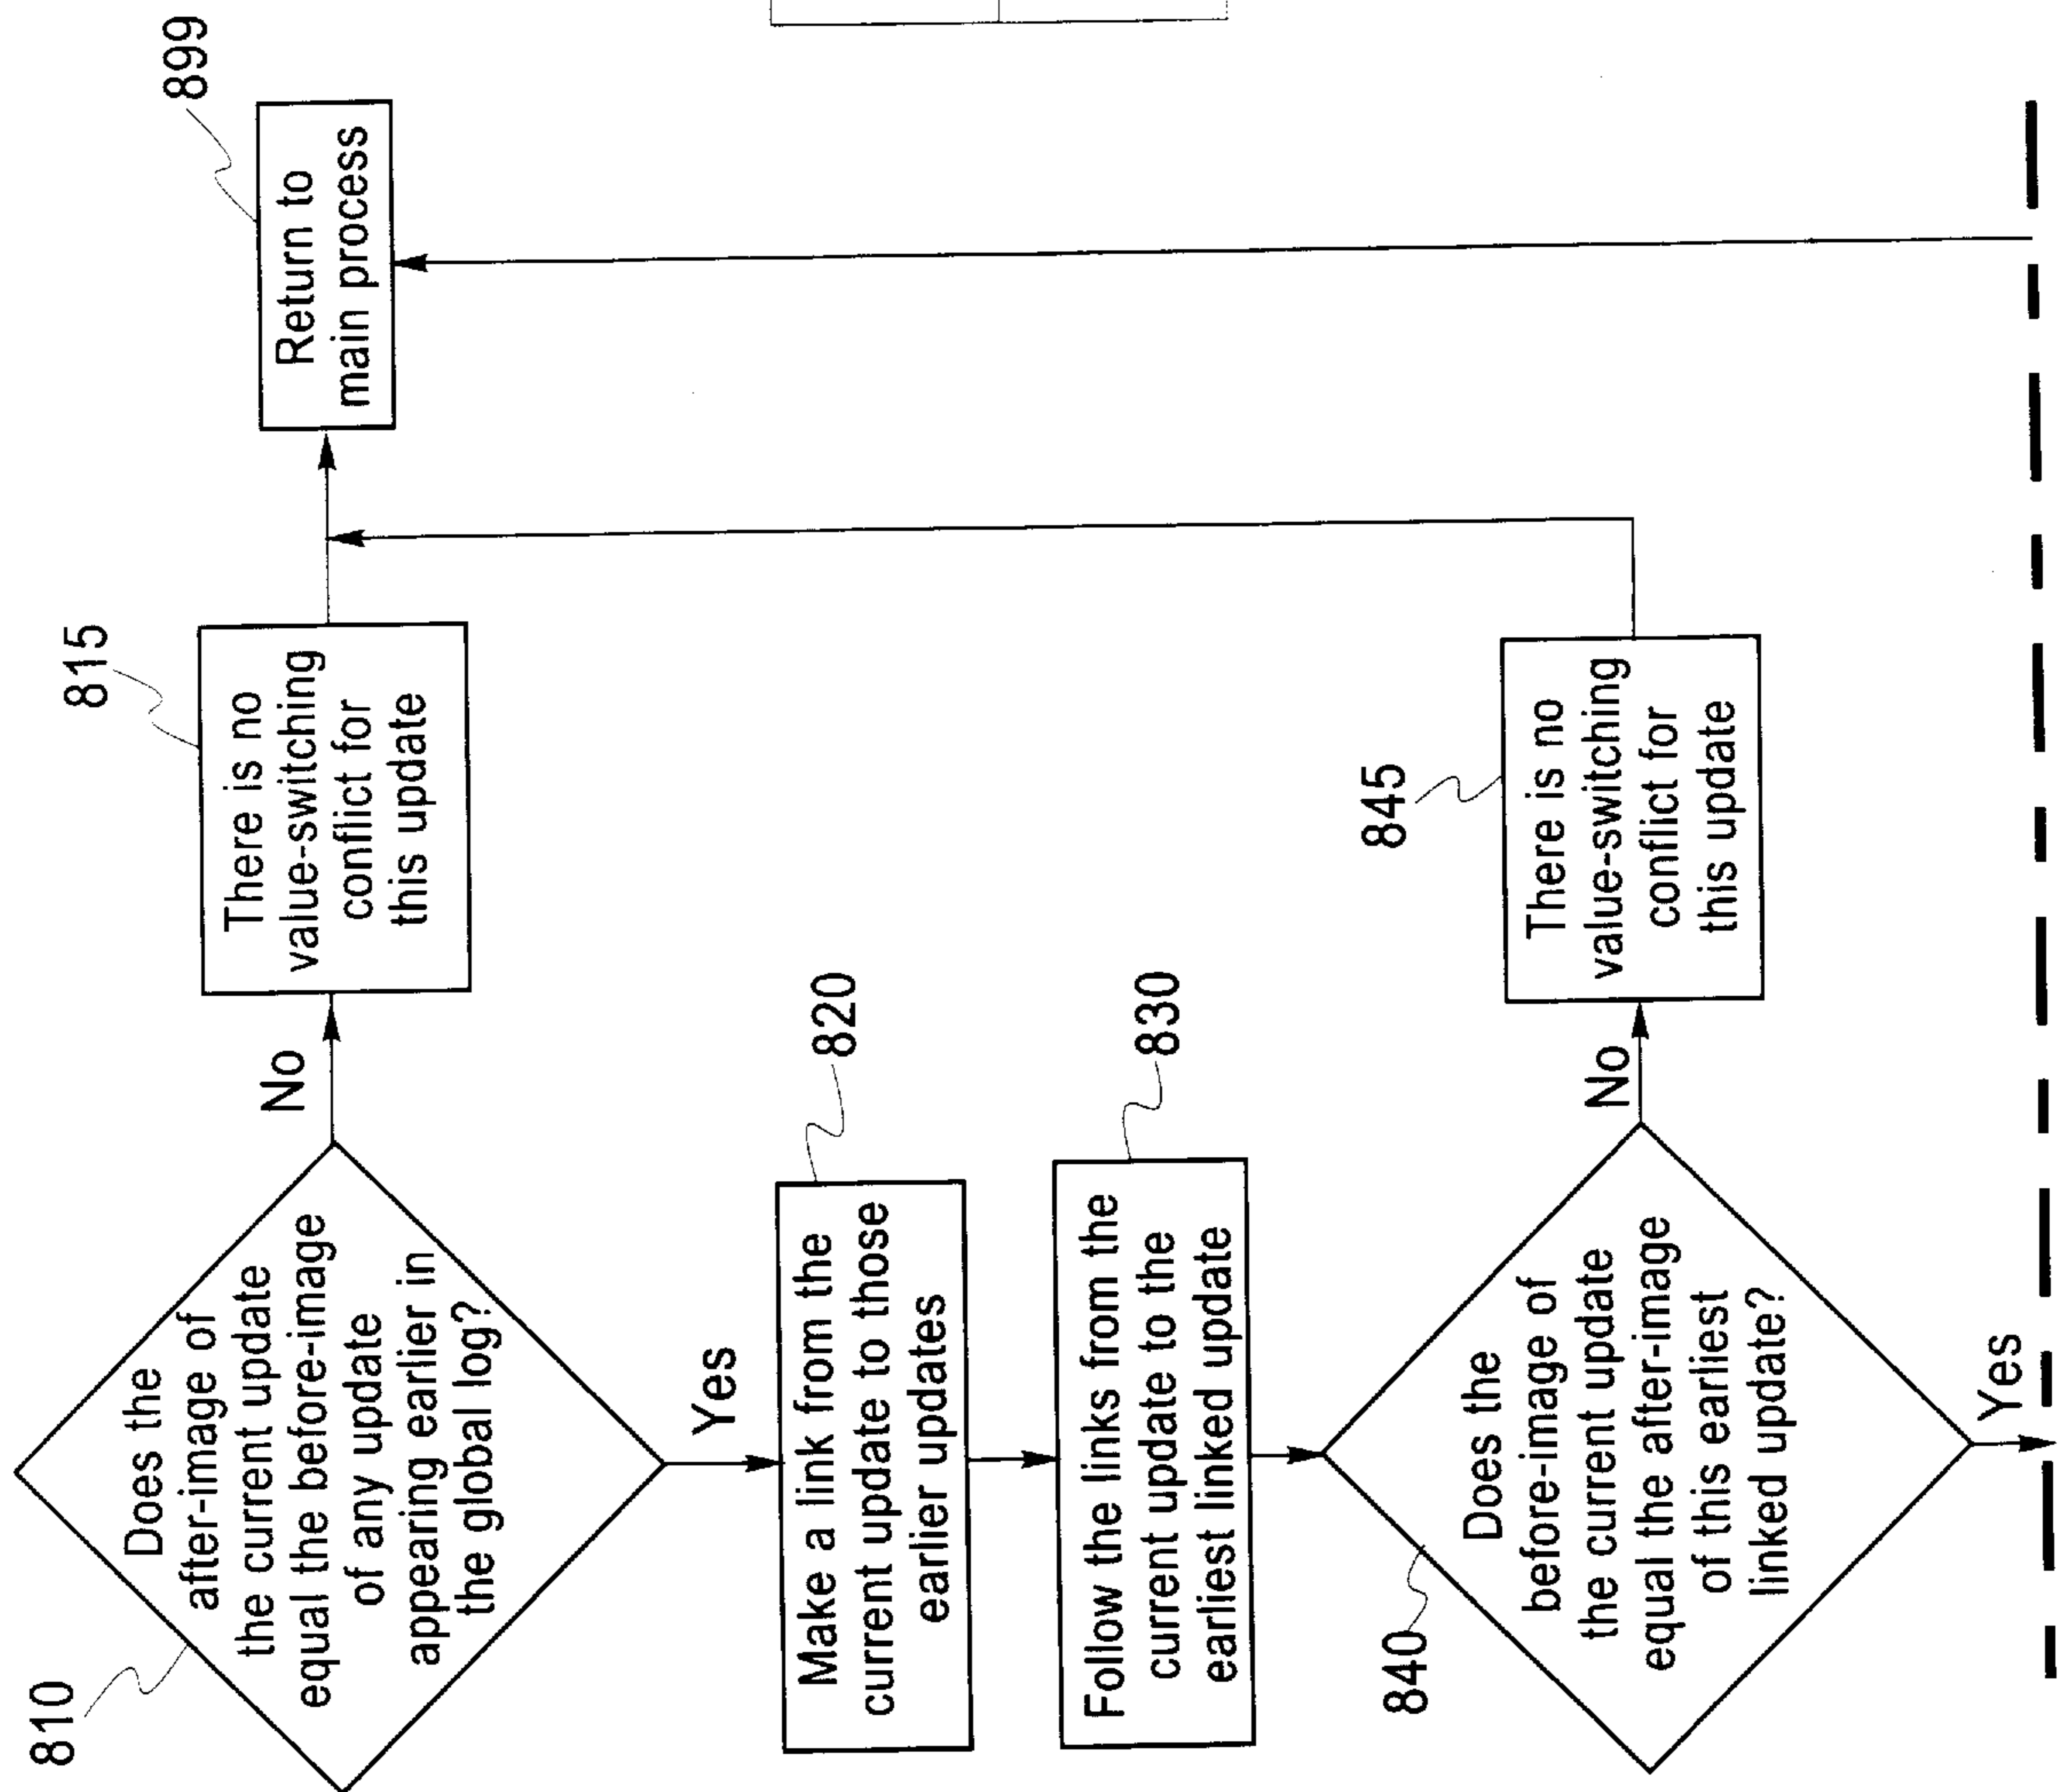 810
Does the
after-image of
the current update
equal the before-image
of any update
appearing earlier in
the global log?
No
815
There is no
value-switching
conflict for
this update
899
Return to
main process
Yes
820
Make a link from the
current update to those
earlier updates
830
Follow the links from the
current update to the
earliest linked update
840
Does the
before-image of
the current update
equal the after-image
of this earliest
linked update?
No
845
There is no
value-switching
conflict for
this update
Yes